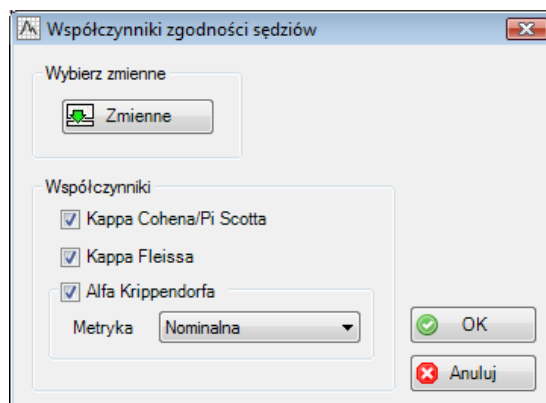 Współczynniki zgodności sędziów
Wybierz zmienne
Zmienne
Współczynniki
Kappa Cohena/Pi Scotta
Kappa Fleissa
Alfa Krippendorfa
Metryka Nominalna
OK
Anuluj